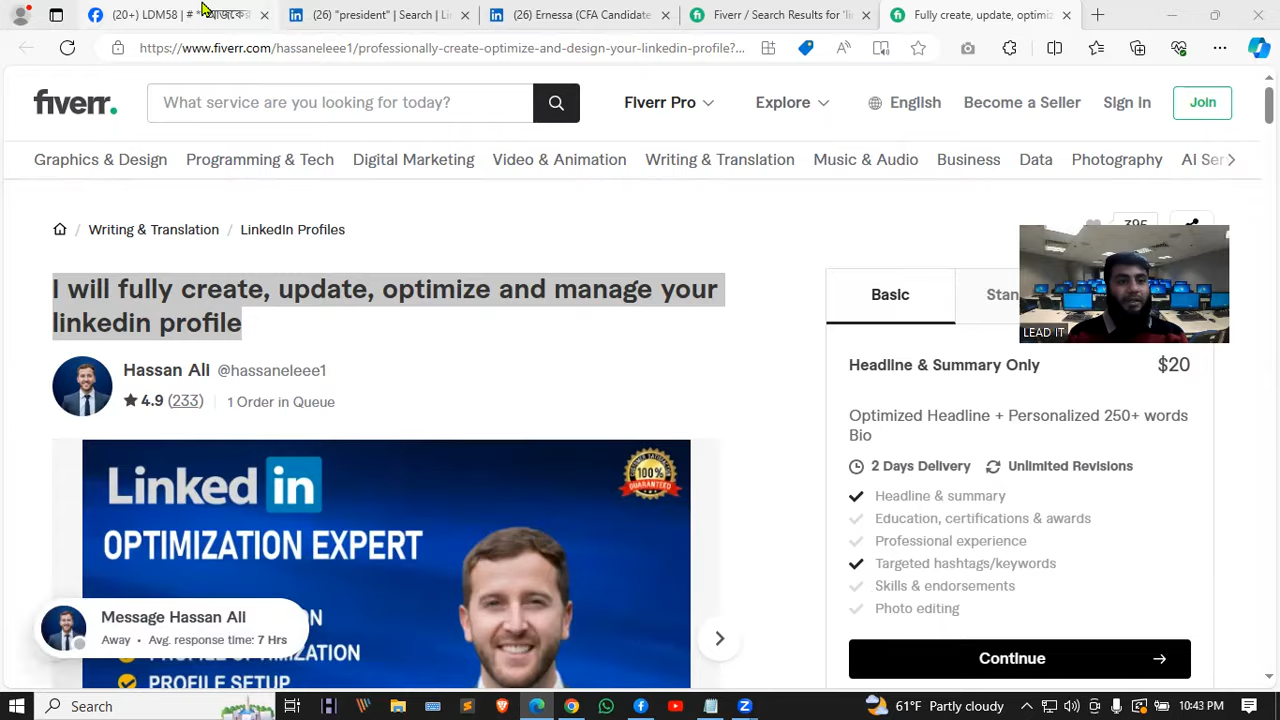 (20+) LDM58 | #
(26) "president" | Search | Li
(26) Ernessa (CFA Candidate
Fiverr / Search Results for 'li
Fully create, update, optimiz
https://www.fiverr.com/hassaneleee1/professionally-create-optimize-and-design-your-linkedin-profile?...
fiverr.
What service are you looking for today?
Fiverr Pro
Explore
English
Become a Seller
Sign In
Join
Graphics & Design
Programming & Tech
Digital Marketing
Video & Animation
Writing & Translation
Music & Audio
Business
Data
Photography
AI Ser
/ Writing & Translation / LinkedIn Profiles
395
I will fully create, update, optimize and manage your
linkedin profile
Hassan Ali @hassaneleee1
4.9 (233)
1 Order in Queue
Basic
Stan
LEAD IT
Headline & Summary Only
$20
Optimized Headline + Personalized 250+ words
Bio
2 Days Delivery
Unlimited Revisions
Headline & summary
Education, certifications & awards
Professional experience
Targeted hashtags/keywords
Skills & endorsements
Photo editing
Continue
Linked in
OPTIMIZATION EXPERT
100%
GUARANTEED
PROFILE SETUP
Message Hassan Ali
Away • Avg. response time: 7 Hrs
Search
61°F Partly cloudy
10:43 PM